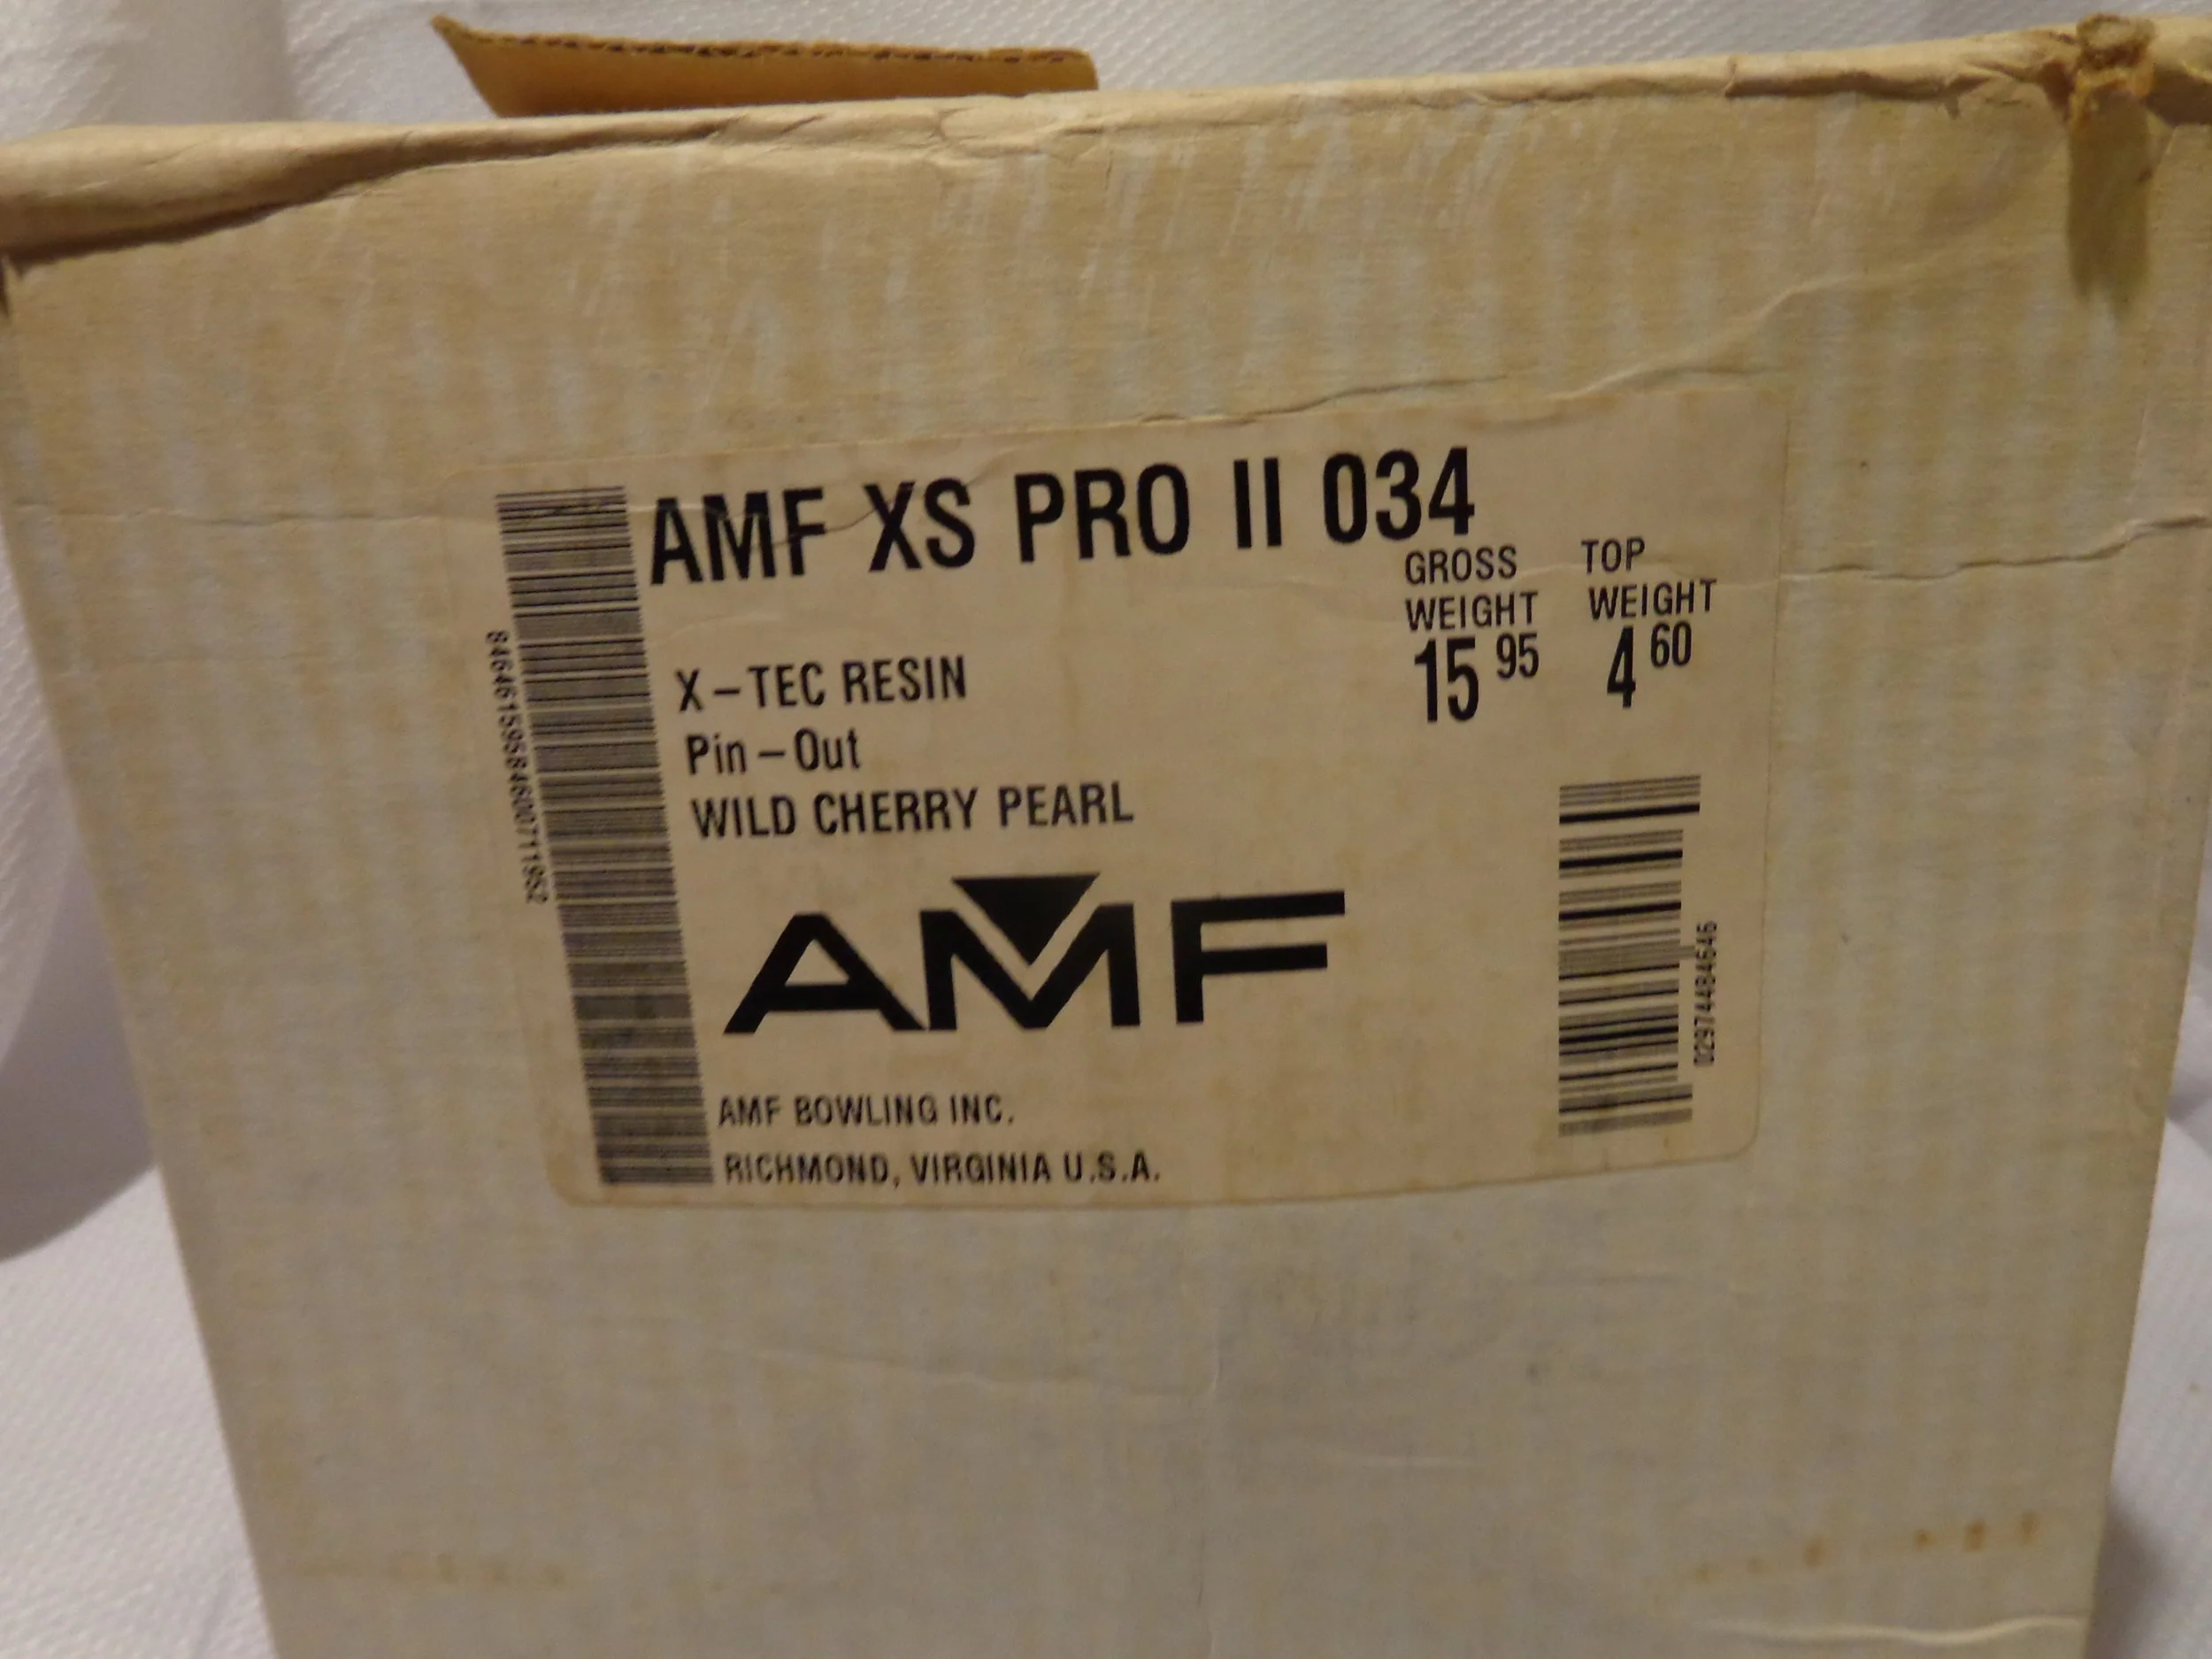 AMF XS PRO II 034
GROSS WEIGHT
15 95
TOP WEIGHT
4 60
X-TEC RESIN
Pin-Out
WILD CHERRY PEARL
AMF
AMF BOWLING INC.
RICHMOND, VIRGINIA U.S.A.
02974484646